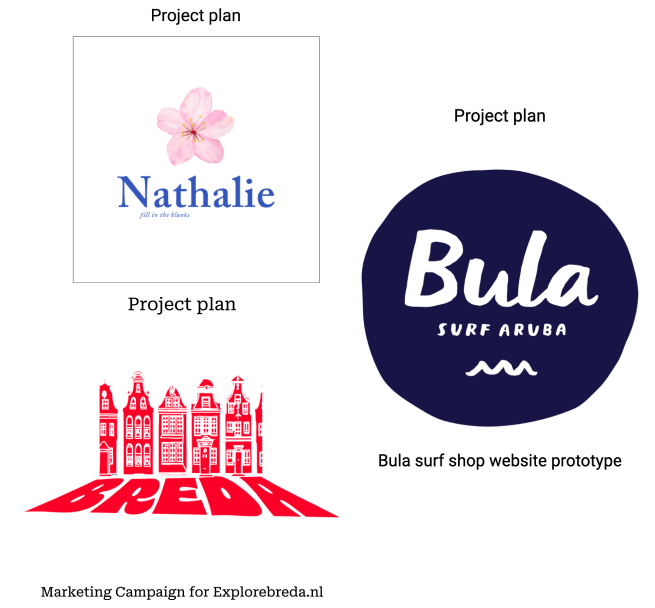 Project plan
Nathalie
fill in the blanks
Project plan
BREDA
Marketing Campaign for Explorebreda.nl
Project plan
Bula
SURF ARUBA
Bula surf shop website prototype